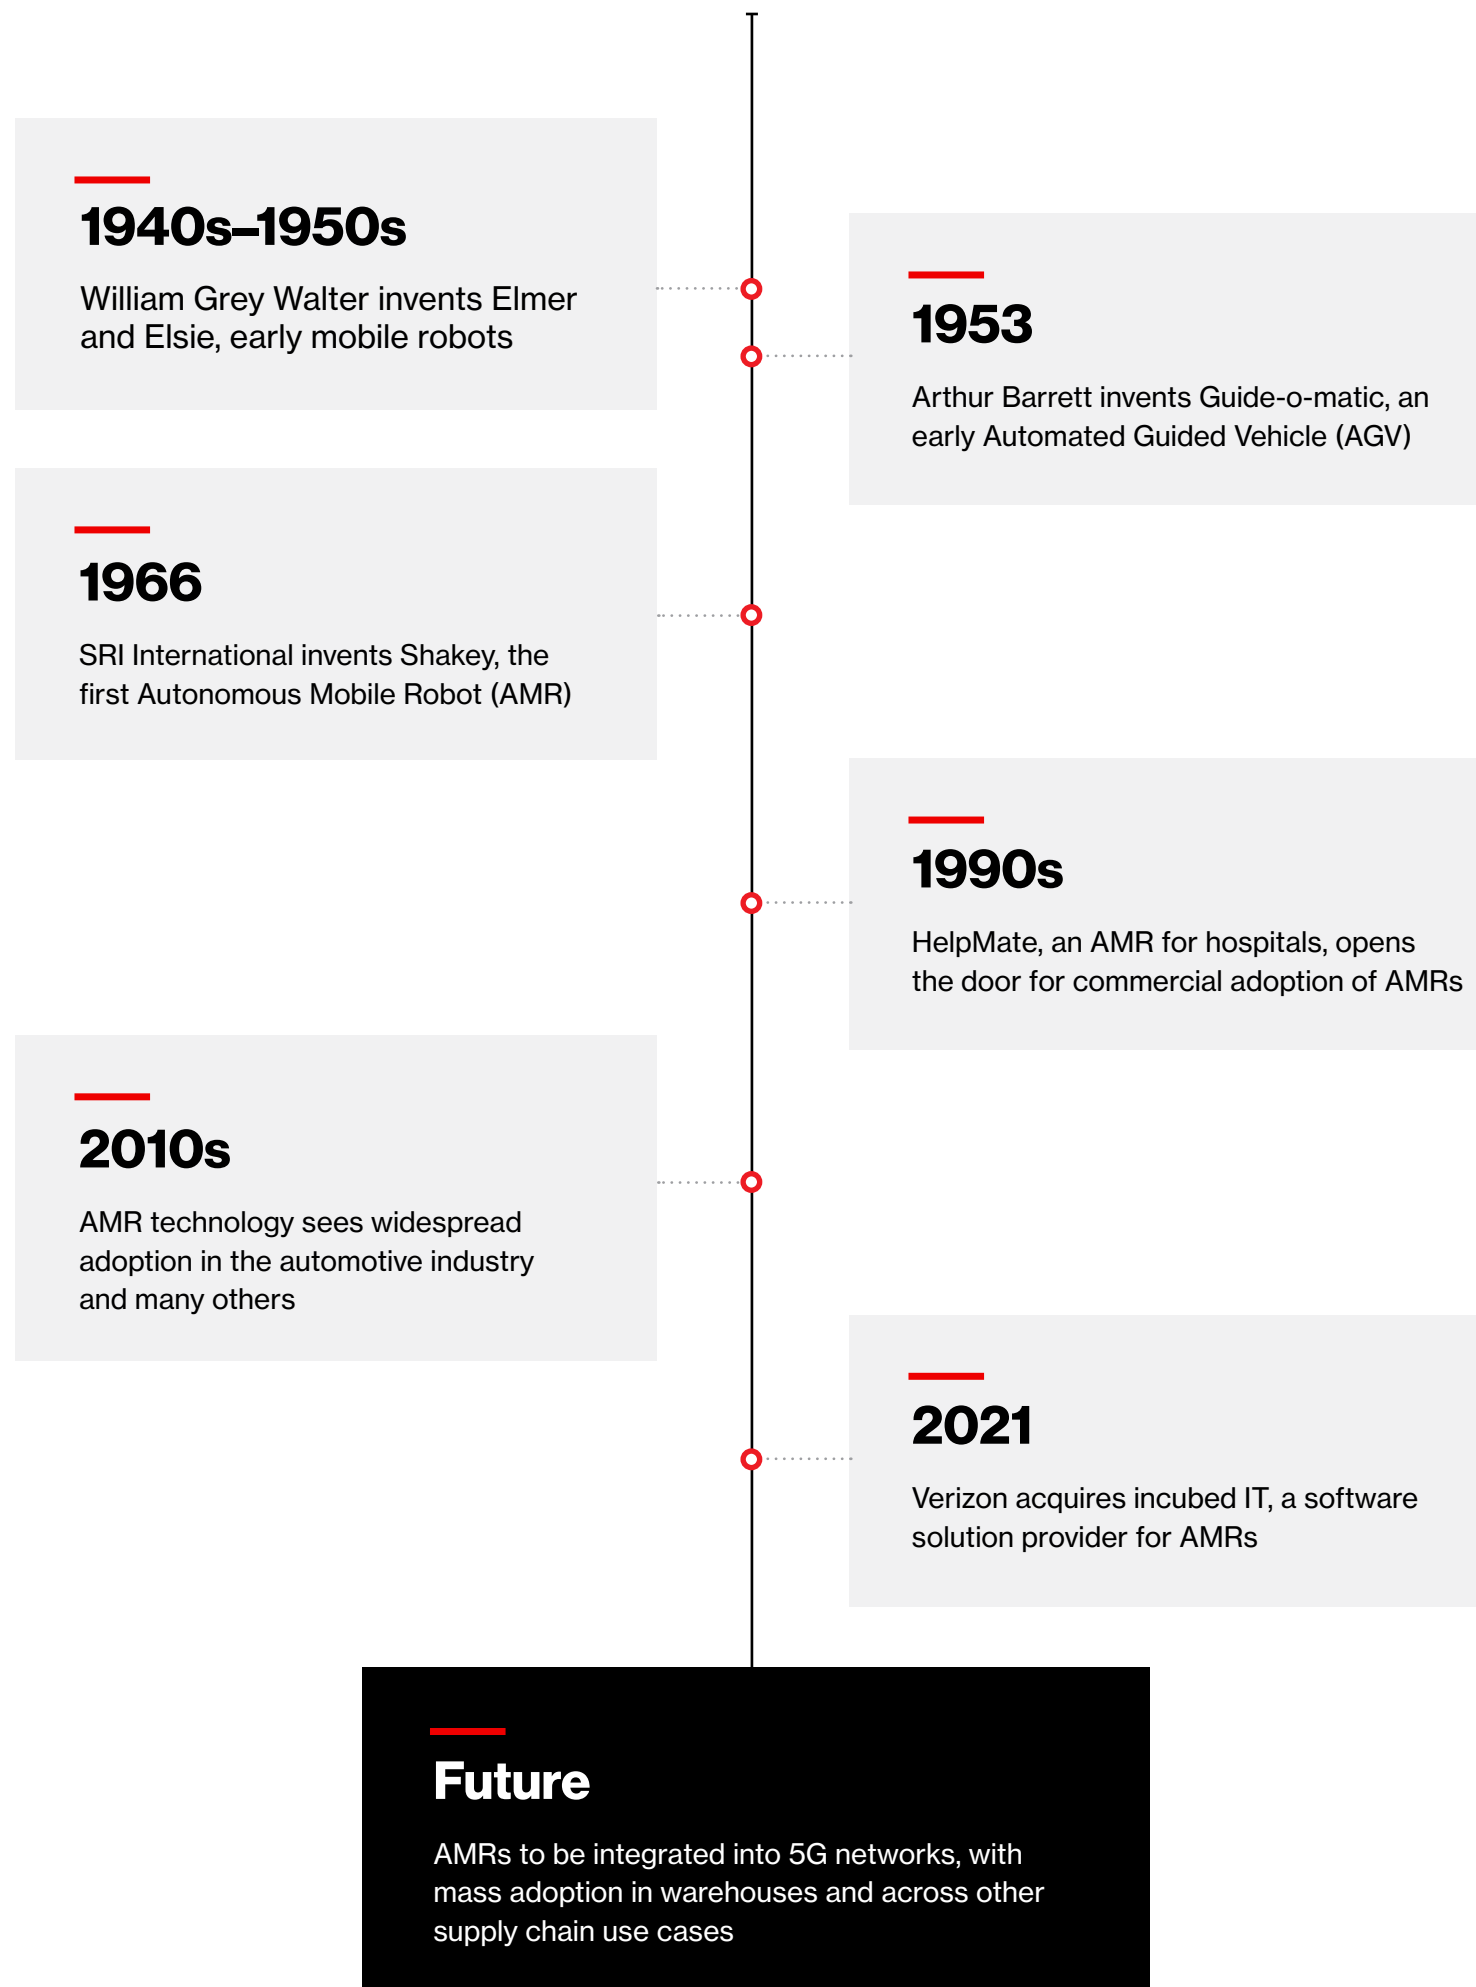 1940s–1950s
William Grey Walter invents Elmer
and Elsie, early mobile robots
1953
Arthur Barrett invents Guide-o-matic, an
early Automated Guided Vehicle (AGV)
1966
SRI International invents Shakey, the
first Autonomous Mobile Robot (AMR)
1990s
HelpMate, an AMR for hospitals, opens
the door for commercial adoption of AMRs
2010s
AMR technology sees widespread
adoption in the automotive industry
and many others
2021
Verizon acquires incubed IT, a software
solution provider for AMRs
Future
AMRs to be integrated into 5G networks, with
mass adoption in warehouses and across other
supply chain use cases